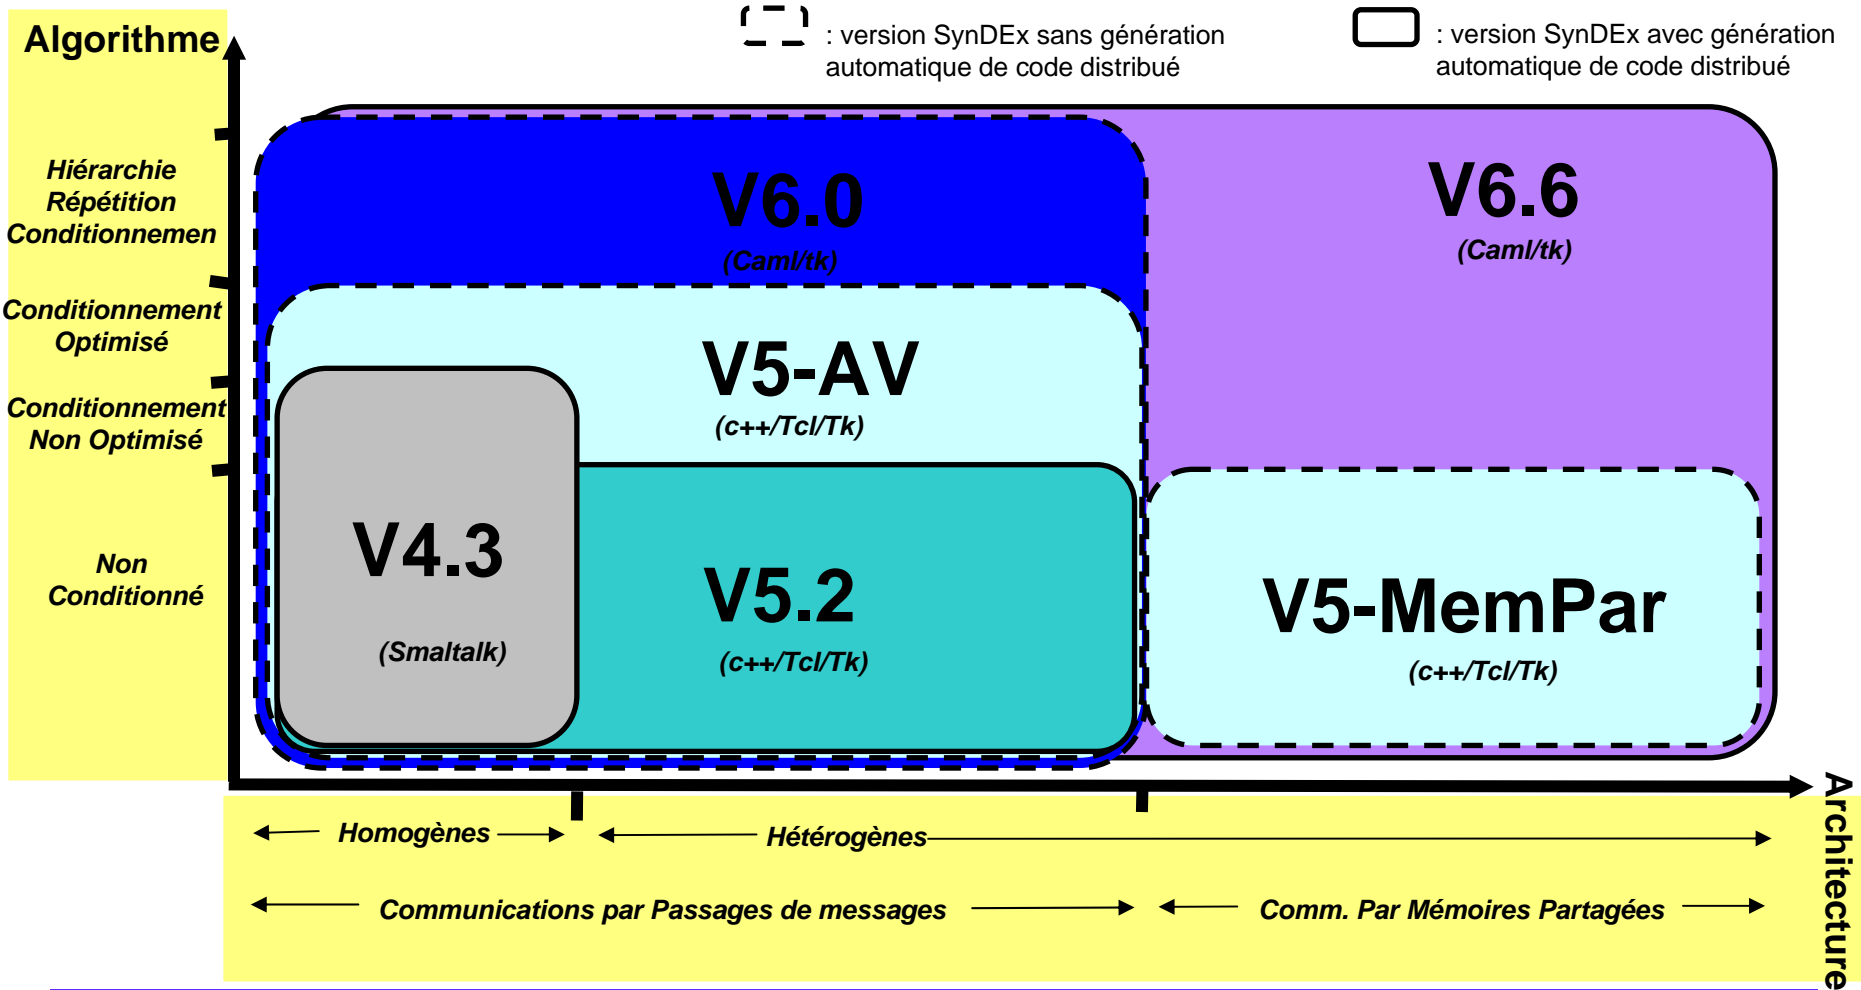 Algorithme
: version SynDEx sans génération
automatique de code distribué
: version SynDEx avec génération
automatique de code distribué
Hiérarchie
Répétition
Conditionnemen
Conditionnement
Optimisé
Conditionnement
Non Optimisé
Non
Conditionné
V6.0
(Caml/tk)
V6.6
(Caml/tk)
V5-AV
(c++/Tcl/Tk)
V4.3
(Smaltalk)
V5.2
(c++/Tcl/Tk)
V5-MemPar
(c++/Tcl/Tk)
Homogènes
Hétérogènes
Communications par Passages de messages
Comm. Par Mémoires Partagées
Architecture